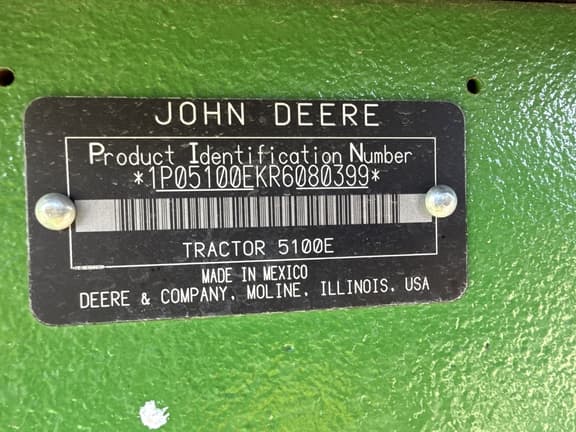 JOHN DEERE
Product Identification Number
*1P05100EKR6080399*
TRACTOR 5100E
MADE IN MEXICO
DEERE & COMPANY, MOLINE, ILLINOIS, USA